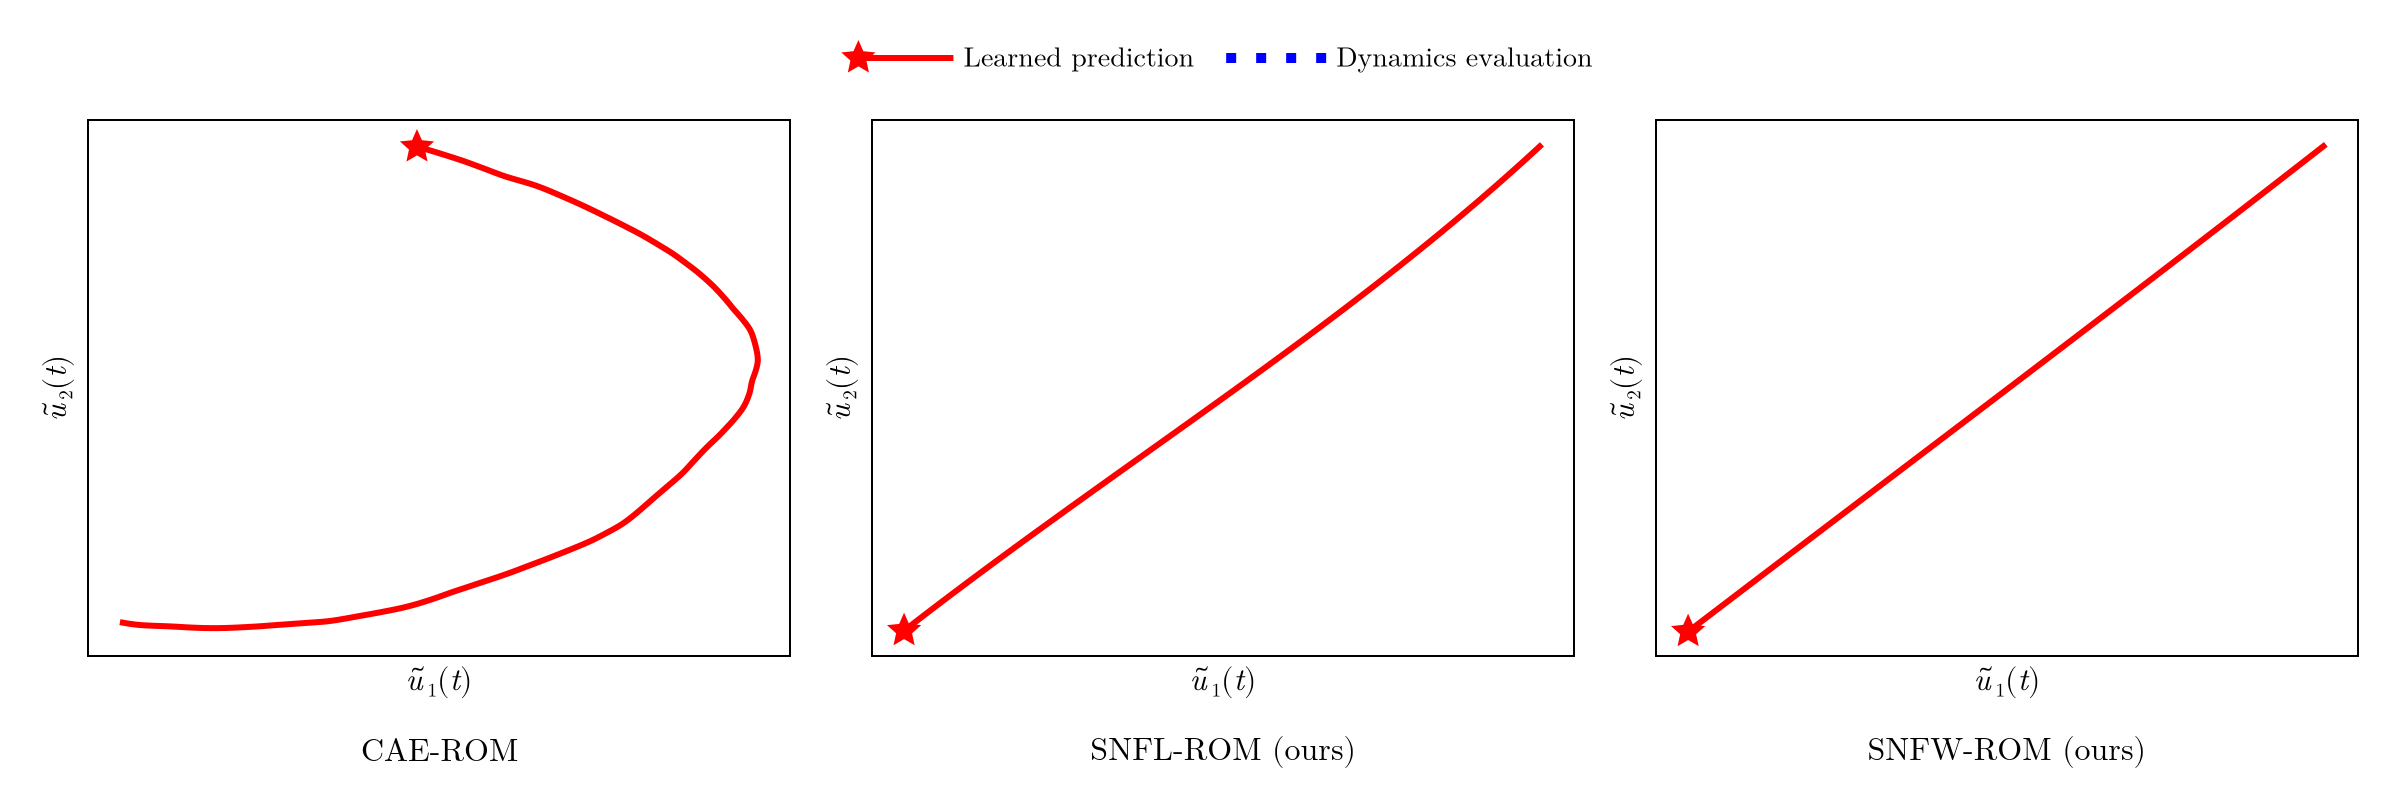 Learned prediction Dynamics evaluation
ũ₂(t) ũ₂(t) ũ₂(t)
ũ₁(t) ũ₁(t) ũ₁(t)
CAE-ROM SNFL-ROM (ours) SNFW-ROM (ours)